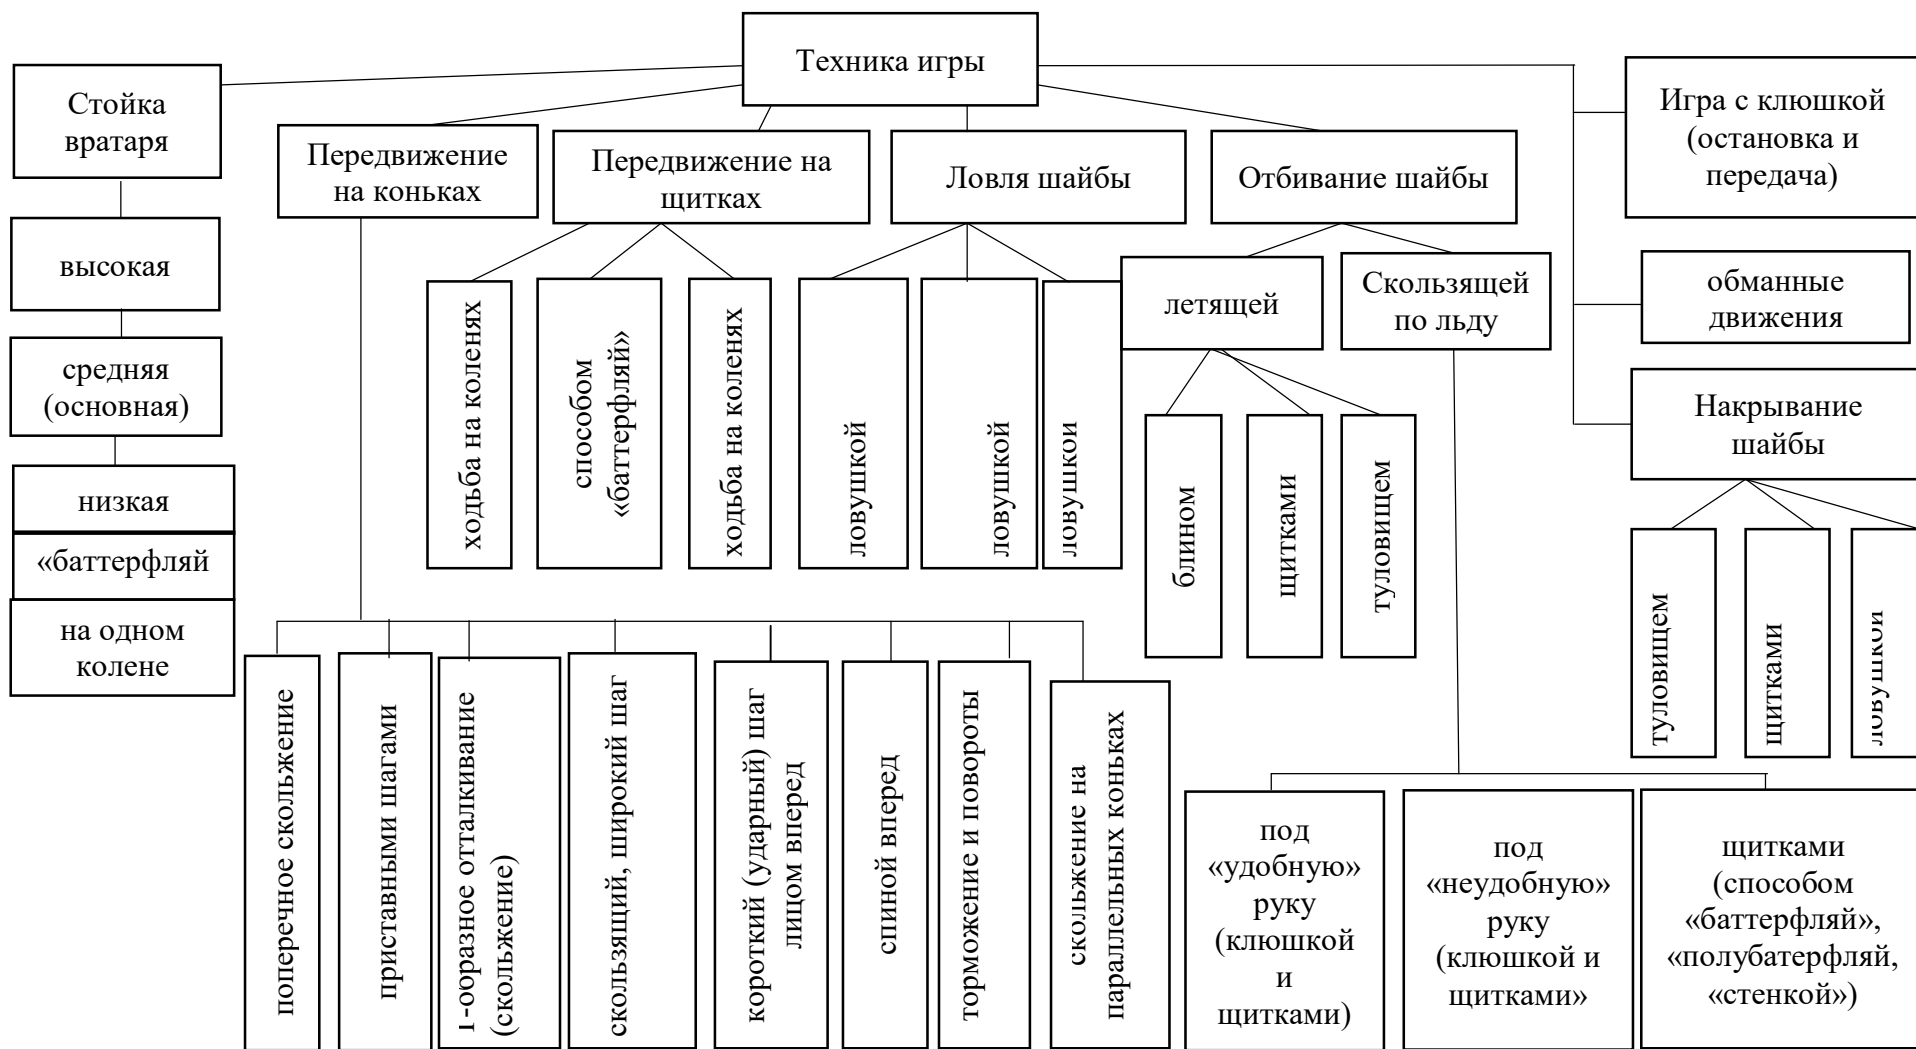 Техника игры
Стойка
вратаря
высокая
средняя
(основная)
низкая
«баттерфляй
на одном
колене
Передвижение
на коньках
поперечное скольжение
приставными шагами
-образное отталкивание
(скольжение)
скользящий, широкий шаг
короткий (ударный) шаг
лицом вперед
спиной вперед
торможение и повороты
скольжение на
параллельных коньках
Передвижение на
щитках
ходьба на коленях
способом
«баттерфляй»
ходьба на коленях
Ловля шайбы
ловушкой
ловушкой
ловушкой
Отбивание шайбы
летящей
блином
щитками
туловищем
Скользящей
по льду
под
«удобную»
руку
(клюшкой
и
щитками)
под
«неудобную»
руку
(клюшкой и
щитками»
щитками
(способом
«баттерфляй»,
«полубатерфляй,
«стенкой»)
Игра с клюшкой
(остановка и
передача)
обманные
движения
Накрывание
шайбы
туловищем
щитками
ловушкой